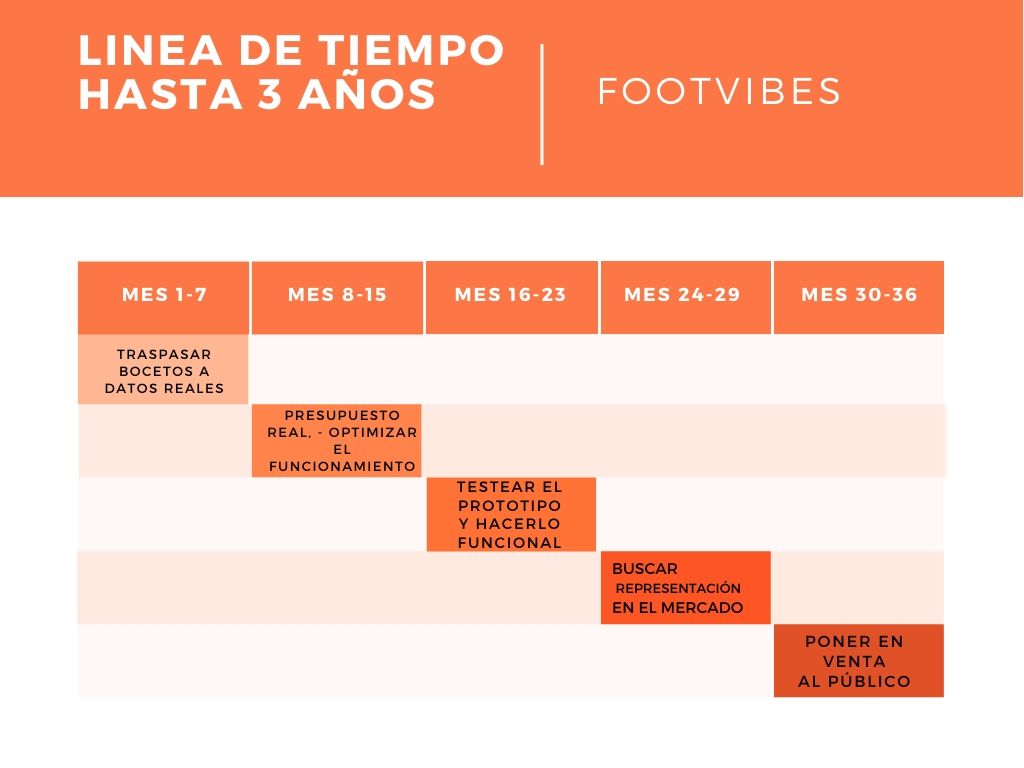 LINEA DE TIEMPO
HASTA 3 AÑOS
FOOTVIBES
MES 1-7
MES 8-15
MES 16-23
MES 24-29
MES 30-36
TRASPASAR
BOCETOS A
DATOS REALES
PRESUPUESTO
REAL, - OPTIMIZAR
EL
FUNCIONAMIENTO
TESTEAR EL
PROTOTIPO
Y HACERLO
FUNCIONAL
BUSCAR
REPRESENTACIÓN
EN EL MERCADO
PONER EN
VENTA
AL PÚBLICO